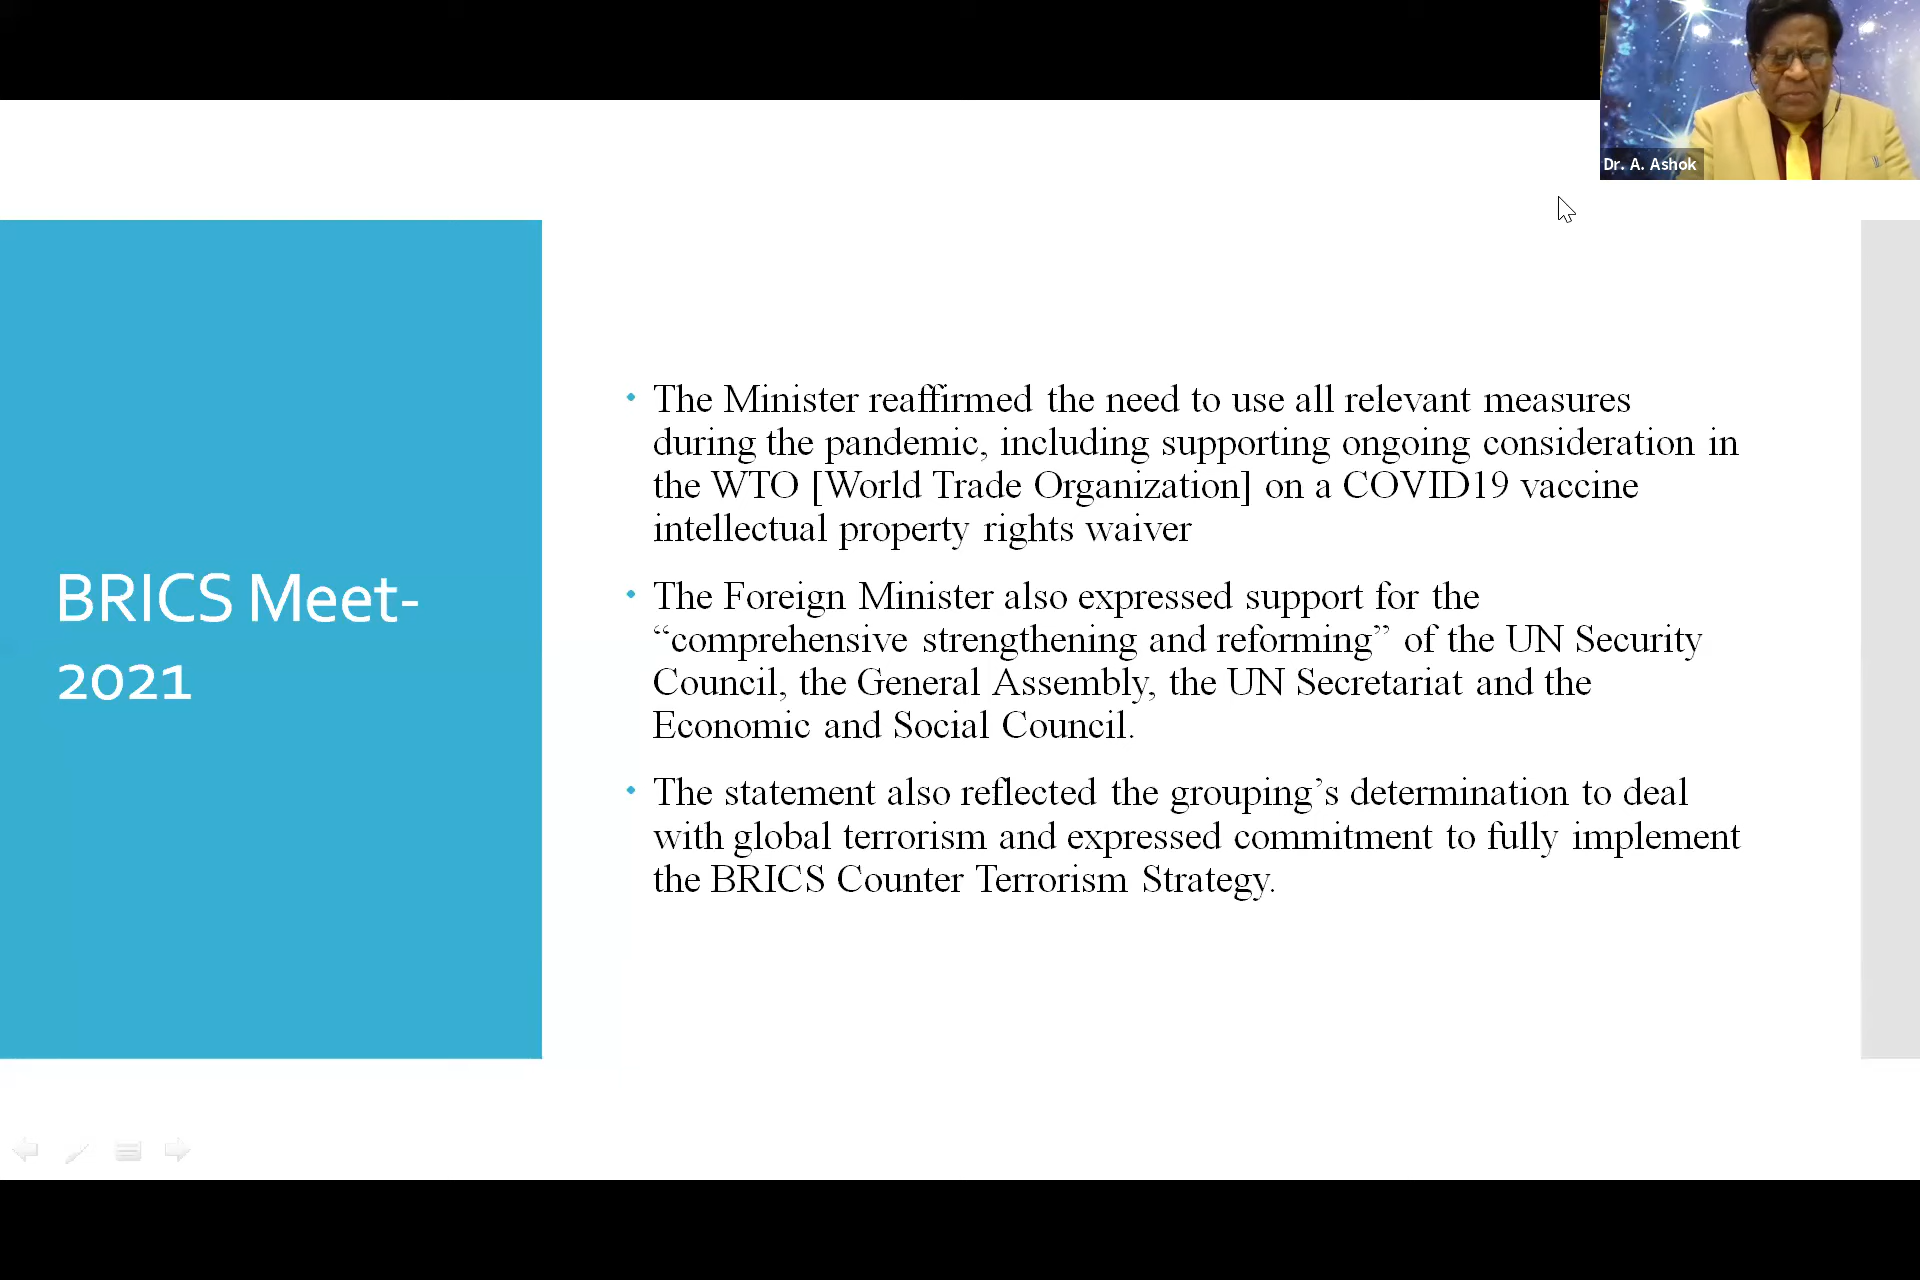 Dr. A. Ashok
BRICS Meet-
2021
• The Minister reaffirmed the need to use all relevant measures
during the pandemic, including supporting ongoing consideration in
the WTO [World Trade Organization] on a COVID19 vaccine
intellectual property rights waiver
• The Foreign Minister also expressed support for the
“comprehensive strengthening and reforming” of the UN Security
Council, the General Assembly, the UN Secretariat and the
Economic and Social Council.
• The statement also reflected the grouping’s determination to deal
with global terrorism and expressed commitment to fully implement
the BRICS Counter Terrorism Strategy.